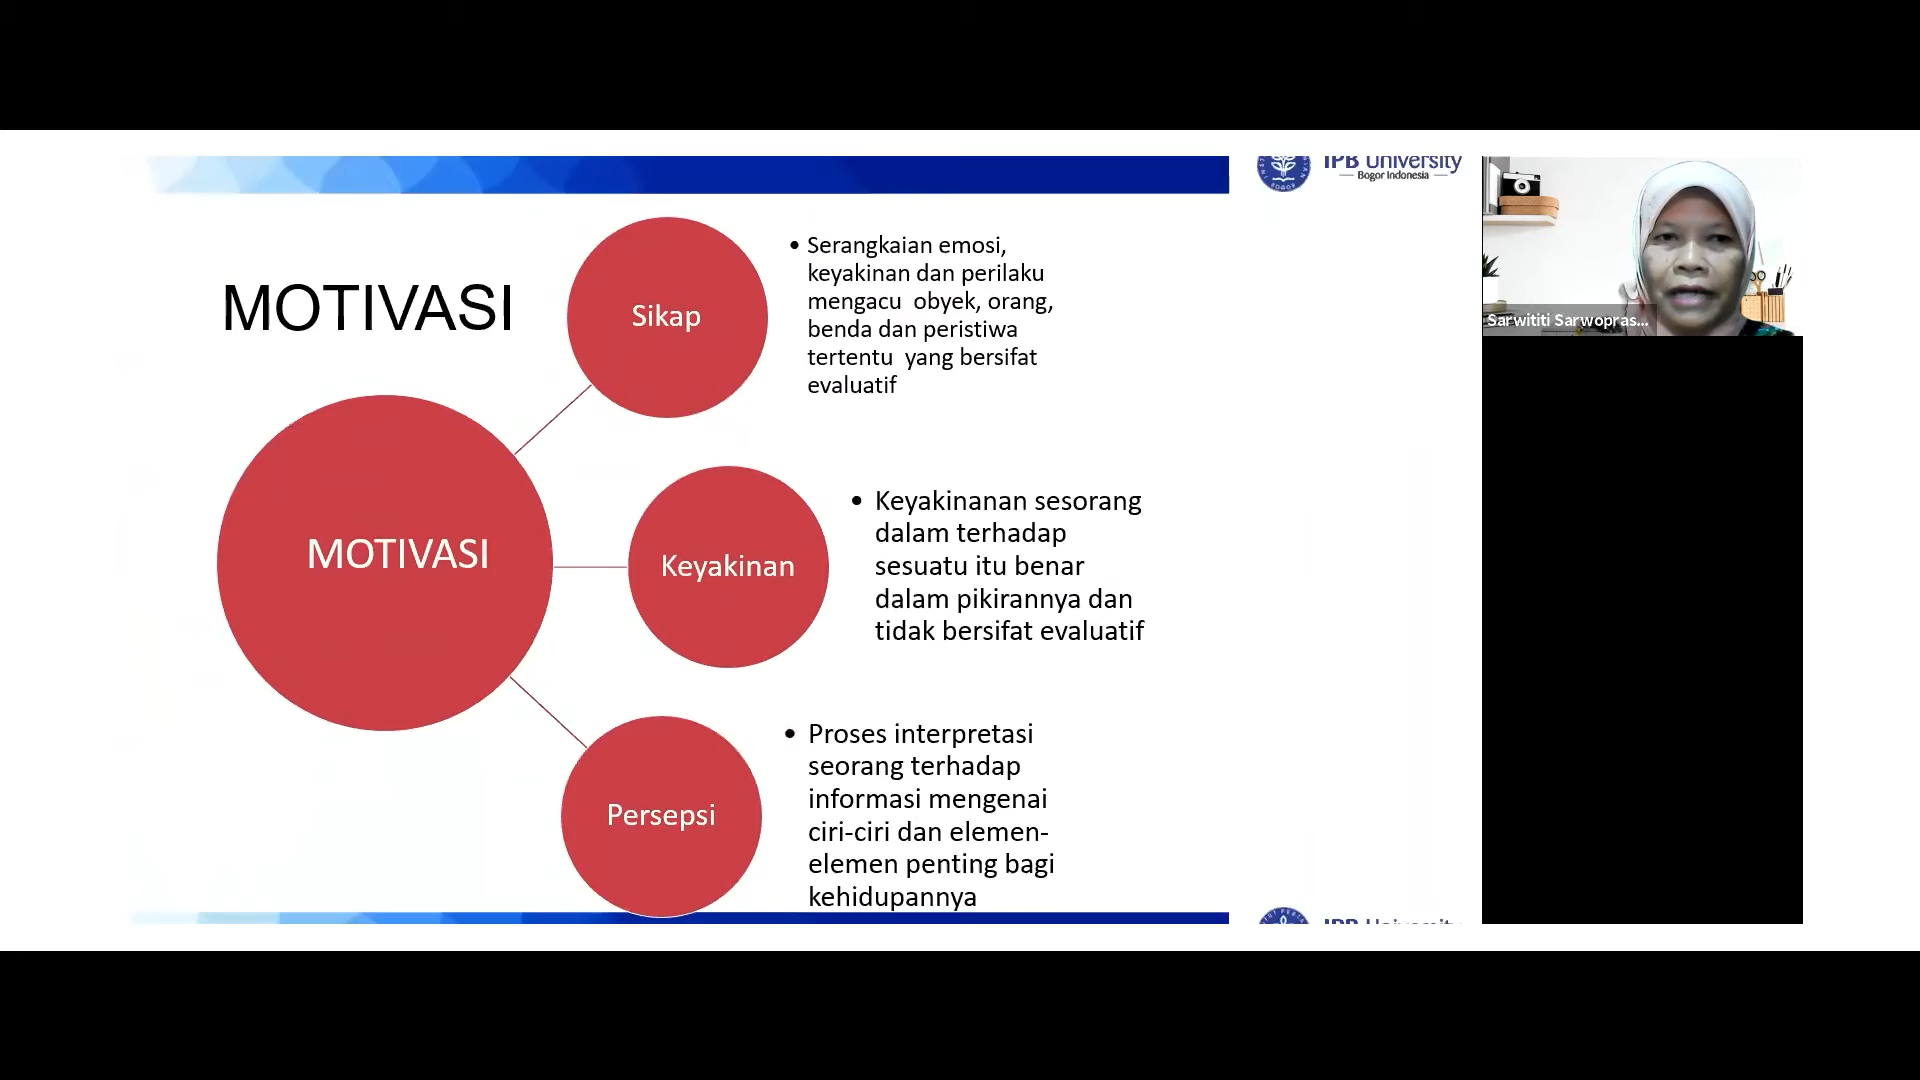 IPB University
Bogor Indonesia
MOTIVASI
Sikap
• Serangkaian emosi,
keyakinan dan perilaku
mengacu obyek, orang,
benda dan peristiwa
tertentu yang bersifat
evaluatif
Sarwititi Sarwopras...
MOTIVASI
Keyakinan
• Keyakinanan sesorang
dalam terhadap
sesuatu itu benar
dalam pikirannya dan
tidak bersifat evaluatif
Persepsi
• Proses interpretasi
seorang terhadap
informasi mengenai
ciri-ciri dan elemen-
elemen penting bagi
kehidupannya
IPB University